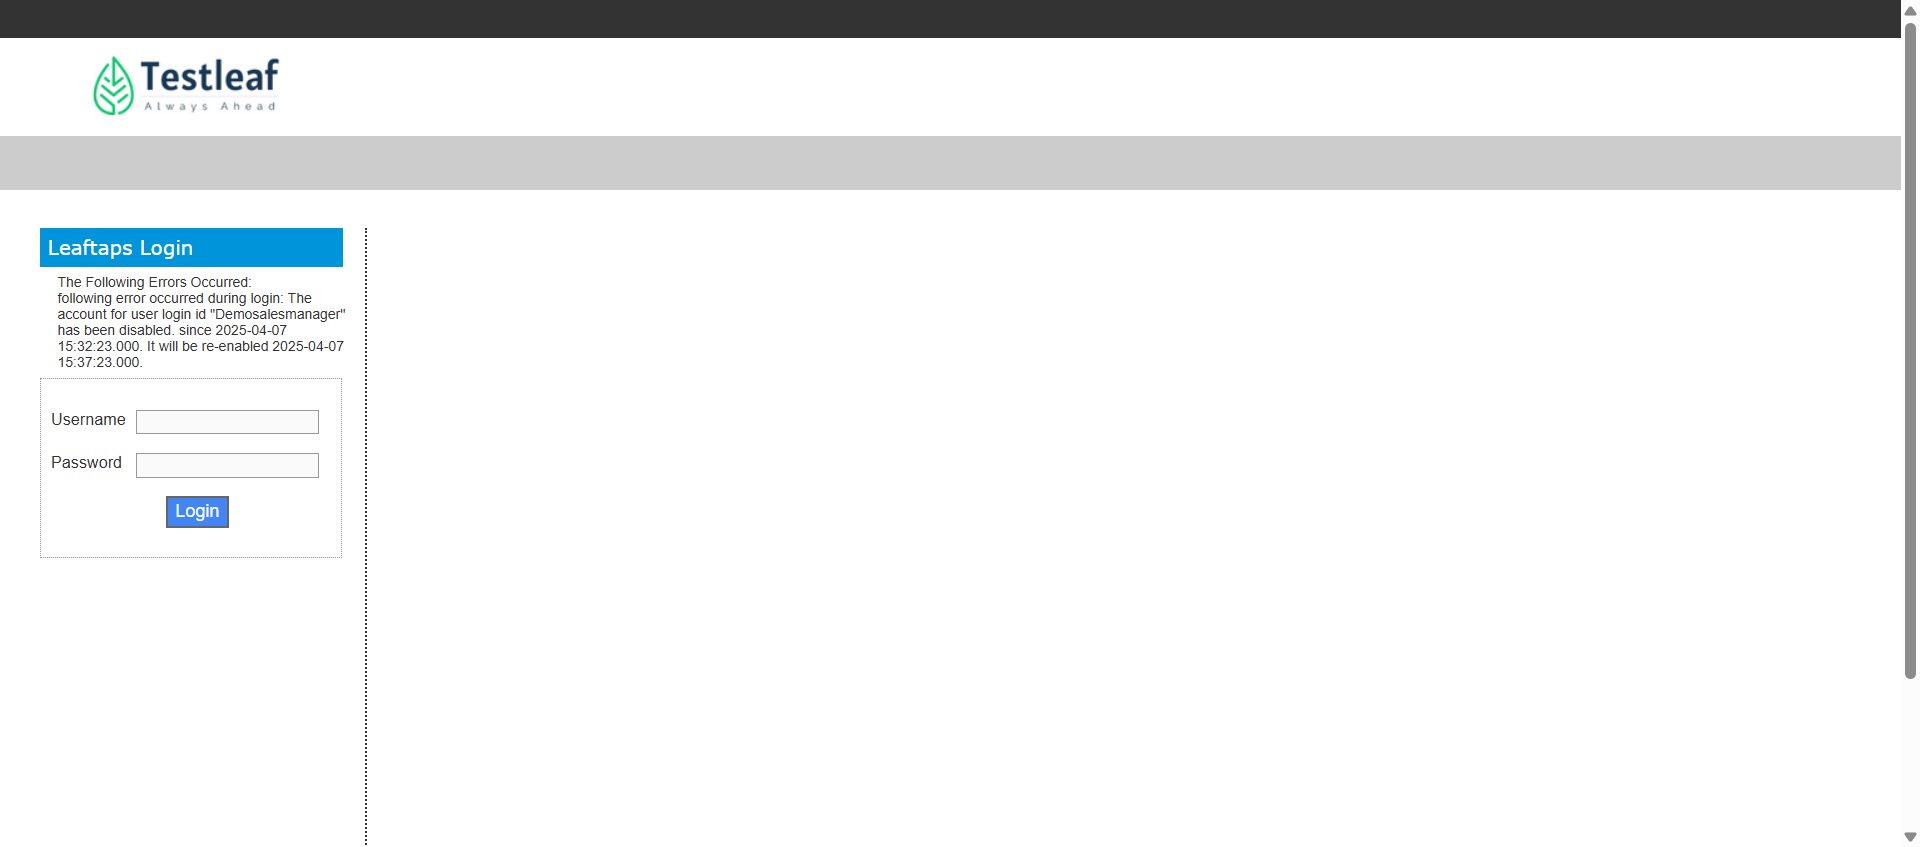 Testleaf
Always Ahead
Leaftaps Login
The Following Errors Occurred:
following error occurred during login: The
account for user login id "Demosalesmanager"
has been disabled. since 2025-04-07
15:32:23.000. It will be re-enabled 2025-04-07
15:37:23.000.
Username
Password
Login